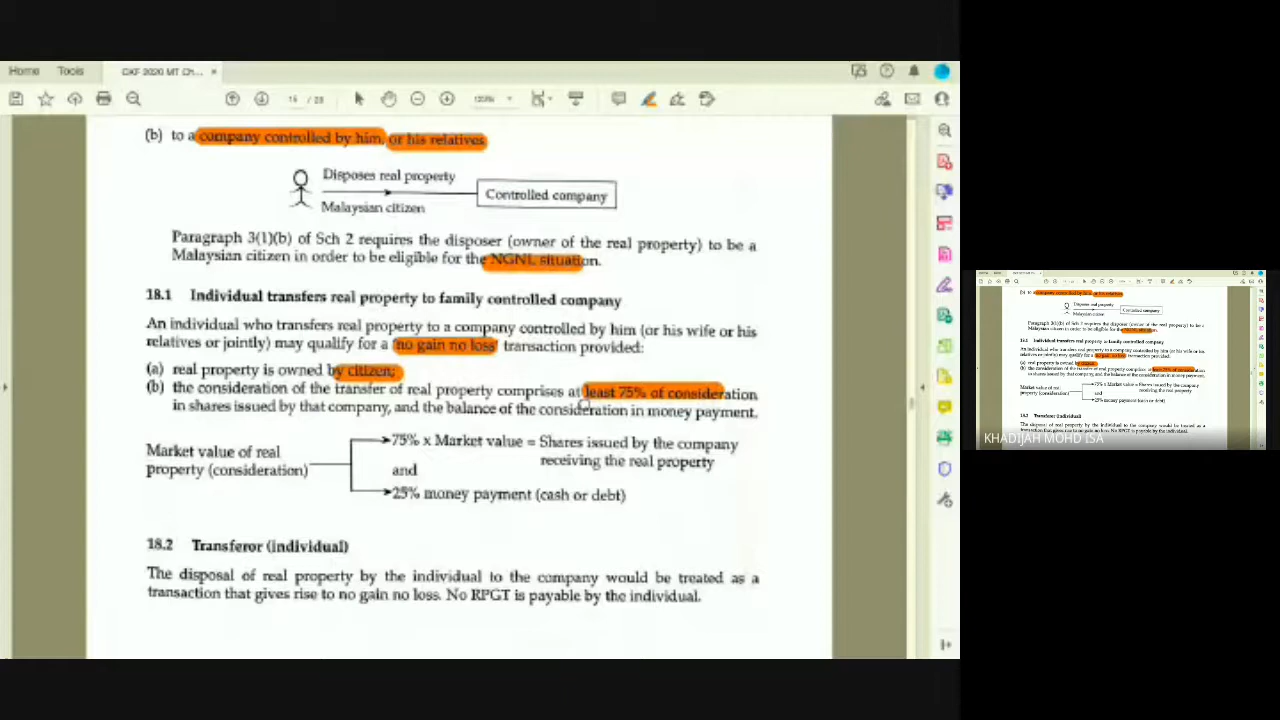 Home Tools CKF 2020 MT Ch... ×
(b) to a company controlled by him, or his relatives
Disposes real property
Malaysian citizen
Controlled company
Paragraph 3(1)(b) of Sch 2 requires the disposer (owner of the real property) to be a
Malaysian citizen in order to be eligible for the NGNL situation.
18.1 Individual transfers real property to family controlled company
An individual who transfers real property to a company controlled by him (or his wife or his
relatives or jointly) may qualify for a 'no gain no loss' transaction provided:
(a) real property is owned by citizen;
(b) the consideration of the transfer of real property comprises at least 75% of consideration
in shares issued by that company, and the balance of the consideration in money payment.
Market value of real
property (consideration)
75% x Market value = Shares issued by the company
receiving the real property
and
25% money payment (cash or debt)
18.2 Transferor (individual)
The disposal of real property by the individual to the company would be treated as a
transaction that gives rise to no gain no loss. No RPGT is payable by the individual.
KHADIJAH MOHD ISA